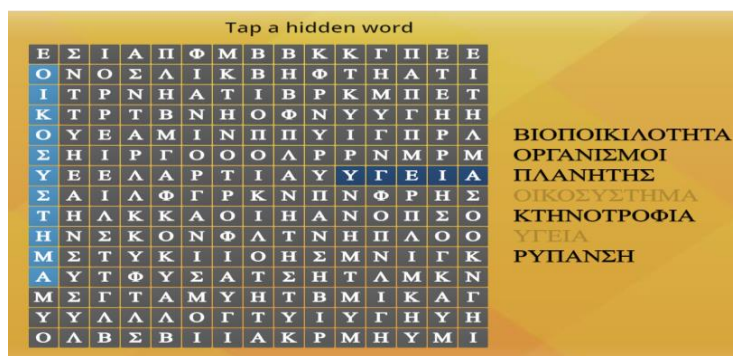 Tap a hidden word
Ε Σ Ι Α Π Φ Μ Β Β Κ Κ Γ Π Ε Ε
Ο Ν Ο Σ Λ Ι Κ Β Η Φ Τ Η Α Τ Ι
Ι Τ Ρ Ν Η Α Τ Ι Β Ρ Κ Μ Π Ε Τ
Κ Τ Ρ Τ Β Ν Η Ο Φ Ν Υ Υ Γ Η Η
Ο Υ Ε Α Μ Ι Ν Π Π Υ Ι Γ Π Ρ Λ
Σ Η Ι Ρ Γ Ο Ο Ο Λ Ρ Ρ Ν Μ Ρ Μ
Υ Ε Ε Λ Α Ρ Τ Ι Α Υ Υ Γ Ε Ι Α
Σ Α Ι Λ Φ Γ Ρ Κ Ν Π Ν Φ Ρ Η Σ
Τ Η Λ Κ Κ Α Ο Ι Η Α Ν Ο Π Σ Ο
Η Ν Σ Κ Ο Ν Φ Λ Τ Ν Η Π Λ Ο Ο
Μ Σ Τ Υ Κ Ι Ι Ο Η Σ Μ Ν Ι Γ Κ
Α Υ Τ Φ Υ Σ Α Τ Σ Η Τ Λ Μ Κ Ν
Μ Σ Γ Τ Α Μ Υ Η Τ Β Μ Ι Κ Α Γ
Υ Υ Λ Λ Λ Ο Γ Τ Υ Ι Υ Γ Η Υ Η
Ο Λ Β Σ Β Ι Ι Α Κ Ρ Μ Η Υ Μ Ι
ΒΙΟΠΟΙΚΙΛΟΤΗΤΑ
ΟΡΓΑΝΙΣΜΟΙ
ΠΛΑΝΗΤΗΣ
ΟΙΚΟΣΥΣΤΗΜΑ
ΚΤΗΝΟΤΡΟΦΙΑ
ΥΓΕΙΑ
ΡΥΠΑΝΣΗ